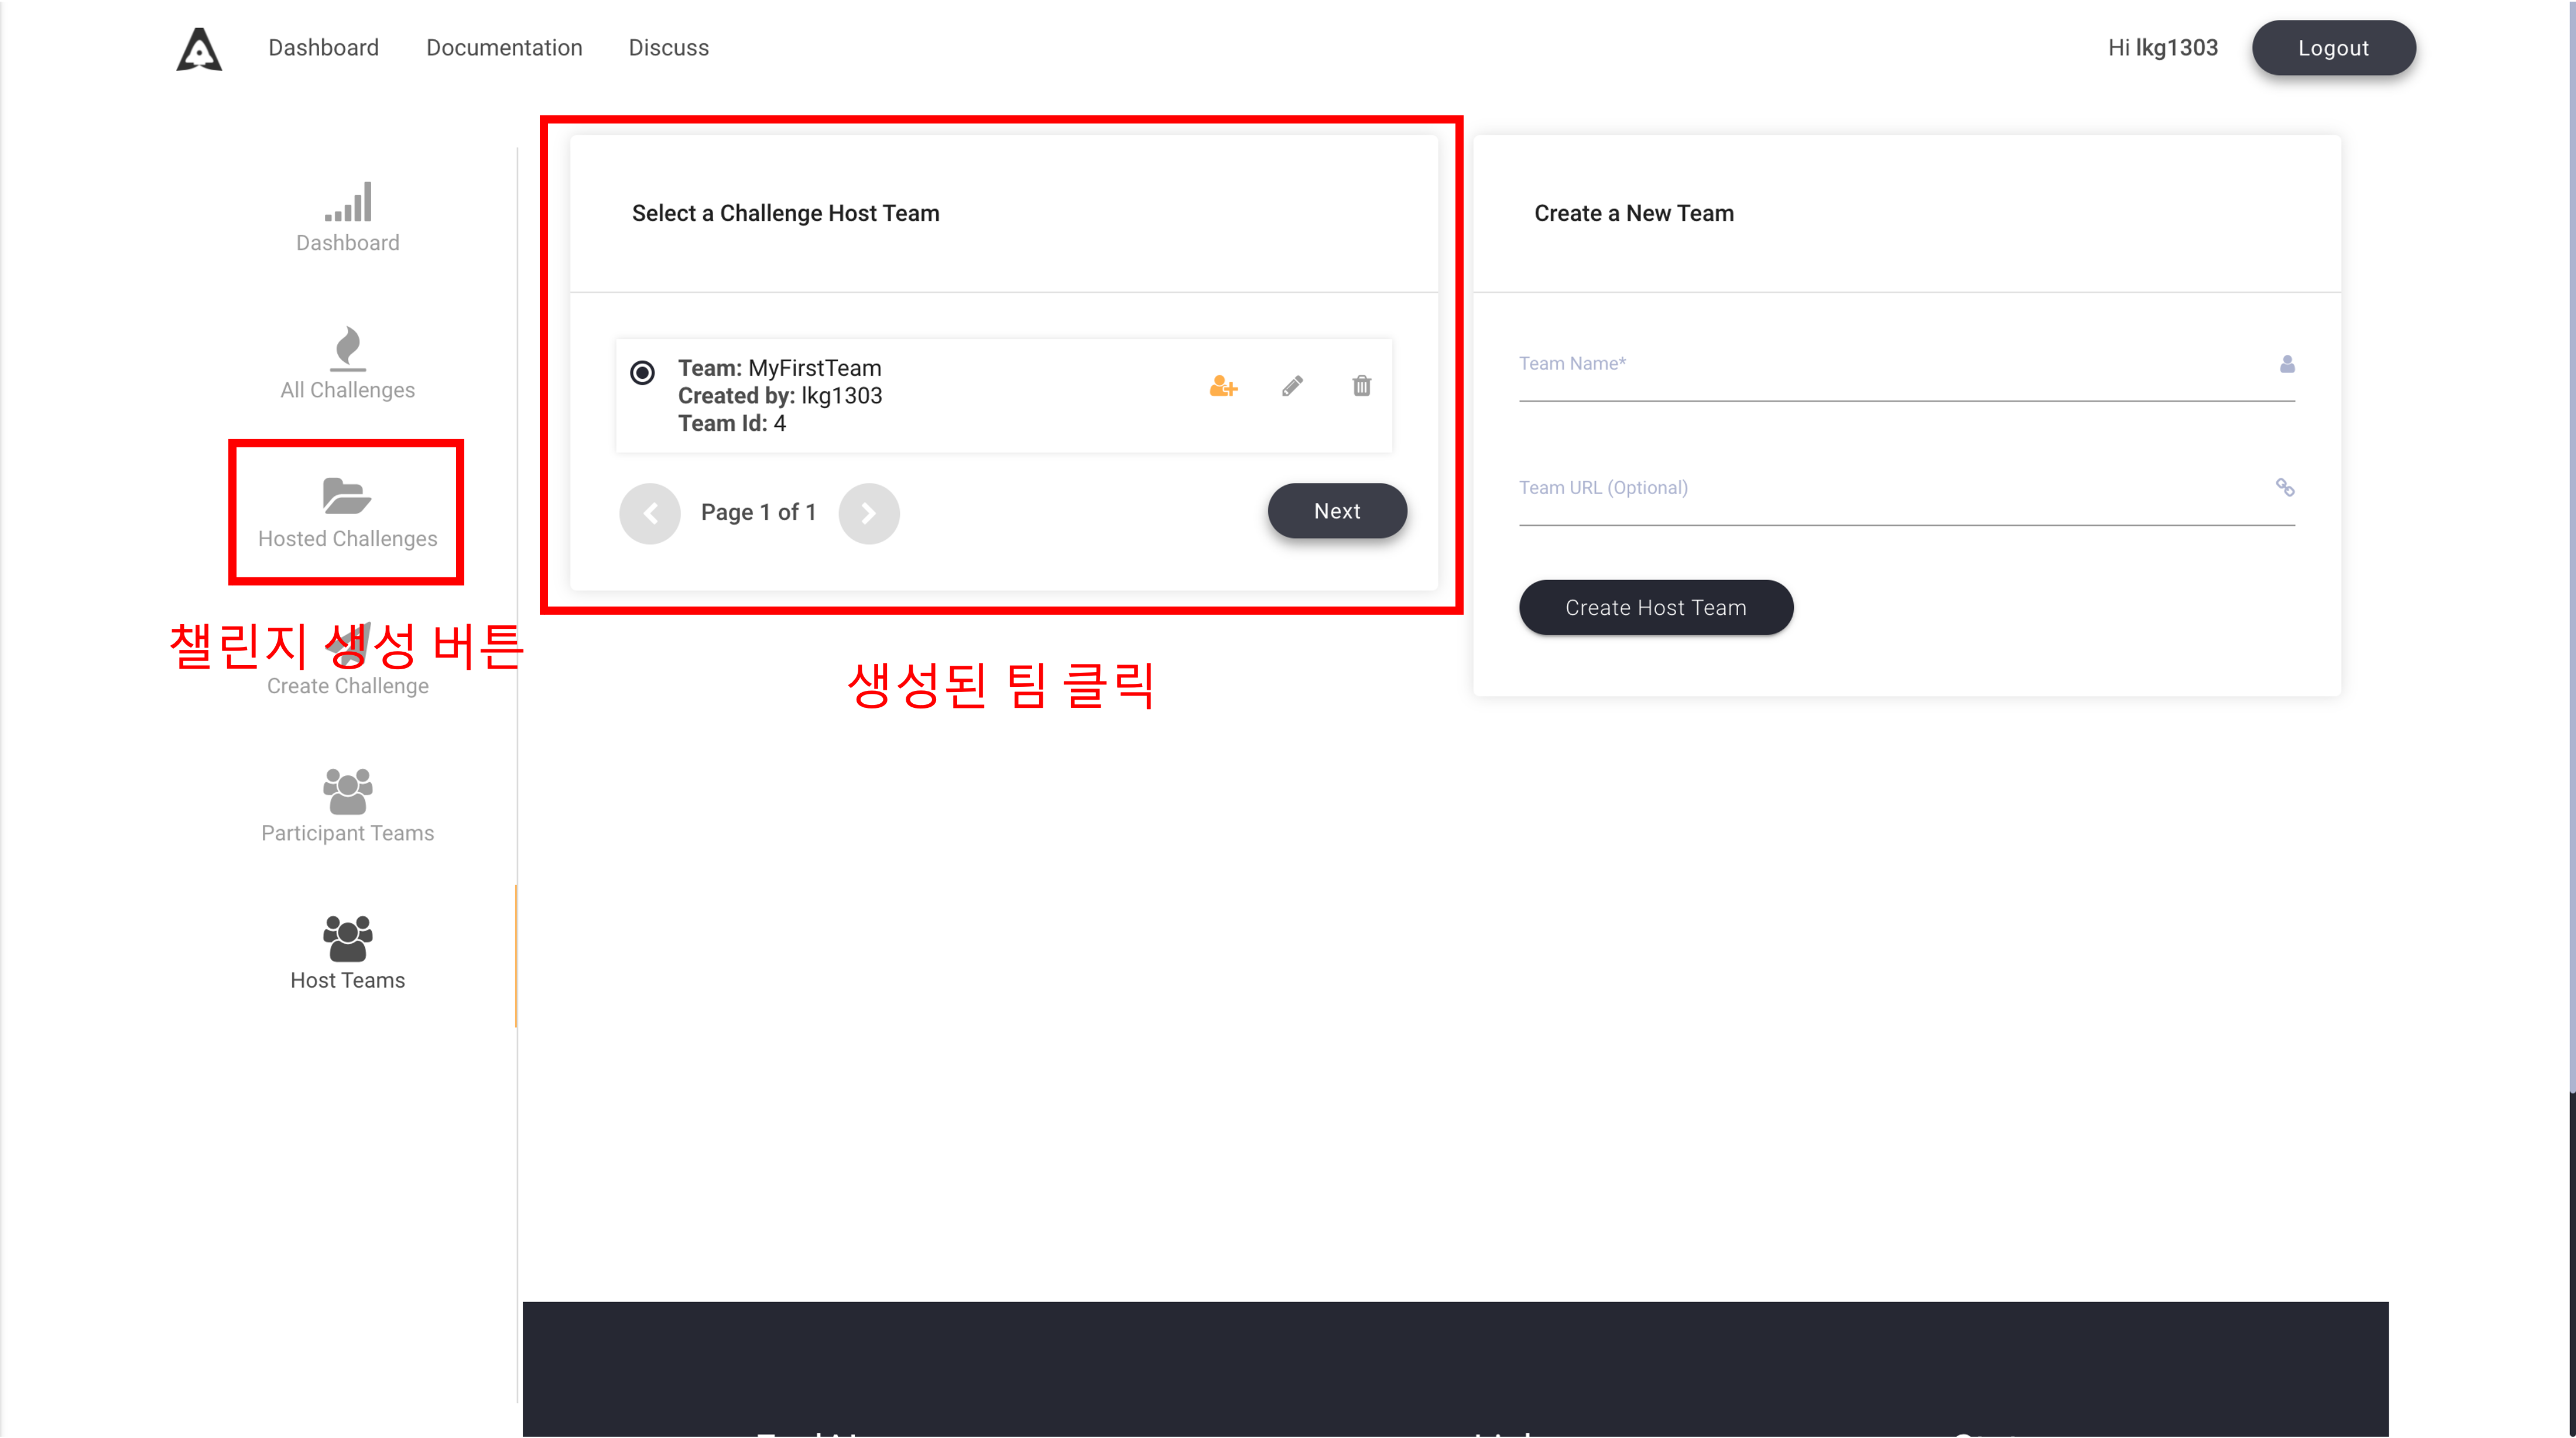 Dashboard Documentation Discuss
Hi lkg1303
Logout
Dashboard
All Challenges
Hosted Challenges
챌린지 생성 버튼
Create Challenge
Participant Teams
Host Teams
Select a Challenge Host Team
Team: MyFirstTeam
Created by: lkg1303
Team Id: 4
Page 1 of 1
Next
생성된 팀 클릭
Create a New Team
Team Name*
Team URL (Optional)
Create Host Team